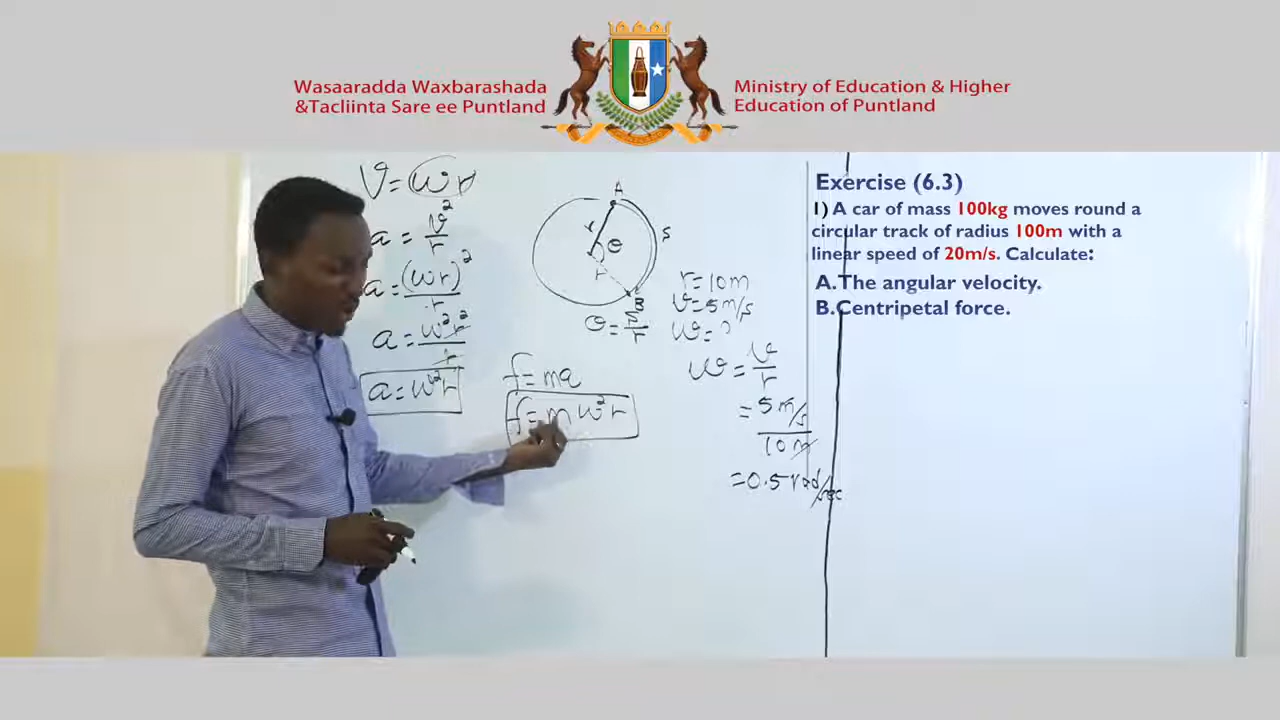 Wasaaradda Waxbarashada
&Tacliinta Sare ee Puntland
Ministry of Education & Higher
Education of Puntland
V = ωr
a = v²/r
a = (ωr)²/r
a = ω²r²/r
a = ω²r
A
r
θ
S
r
B
θ = S/r
f = ma
f = mω²r
r = 10m
v = 5m/s
ω = ?
ω = v/r
= 5m/s
10m
= 0.5 rad/sec
Exercise (6.3)
1) A car of mass 100kg moves round a
circular track of radius 100m with a
linear speed of 20m/s. Calculate:
A.The angular velocity.
B.Centripetal force.